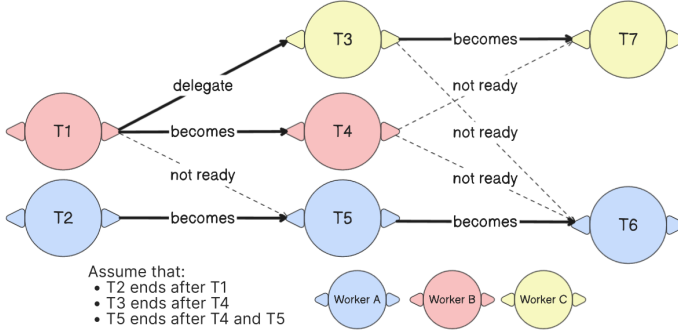 T3
becomes
T7
delegate
not ready
T1
becomes
T4
not ready
not ready
not ready
T2
becomes
T5
becomes
T6
Assume that:
• T2 ends after T1
• T3 ends after T4
• T5 ends after T4 and T5
Worker A
Worker B
Worker C